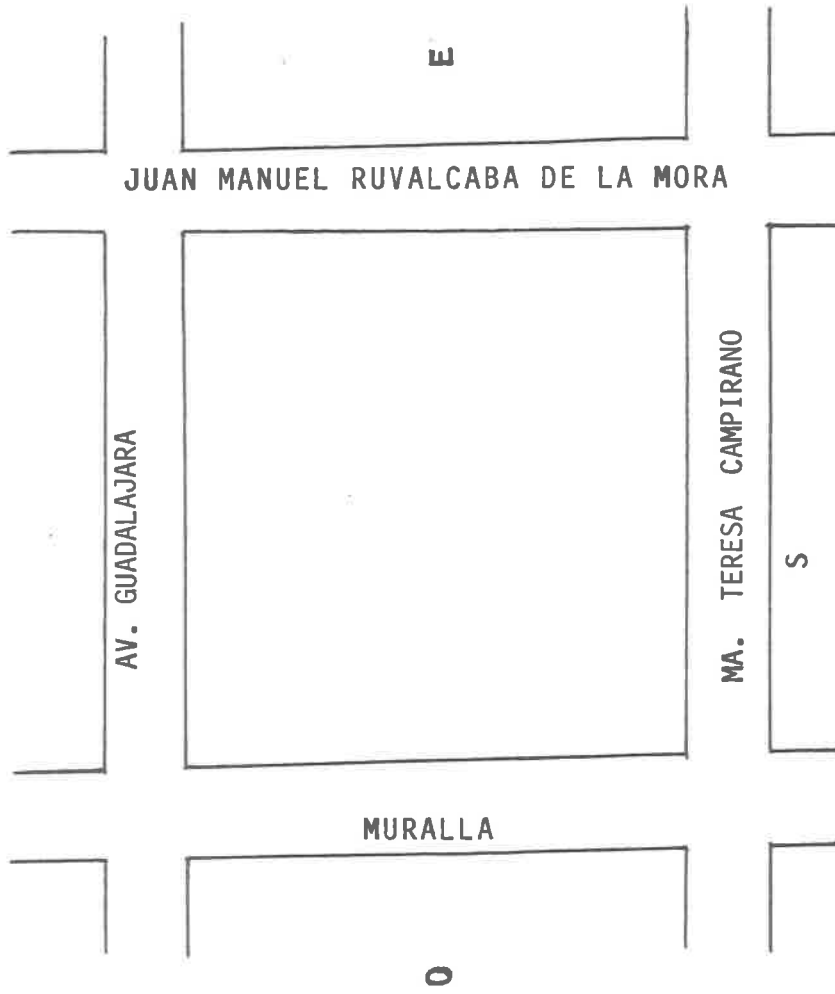 E
JUAN MANUEL RUVALCABA DE LA MORA
AV. GUADALAJARA
MA. TERESA CAMPIRANO
S
MURALLA
O